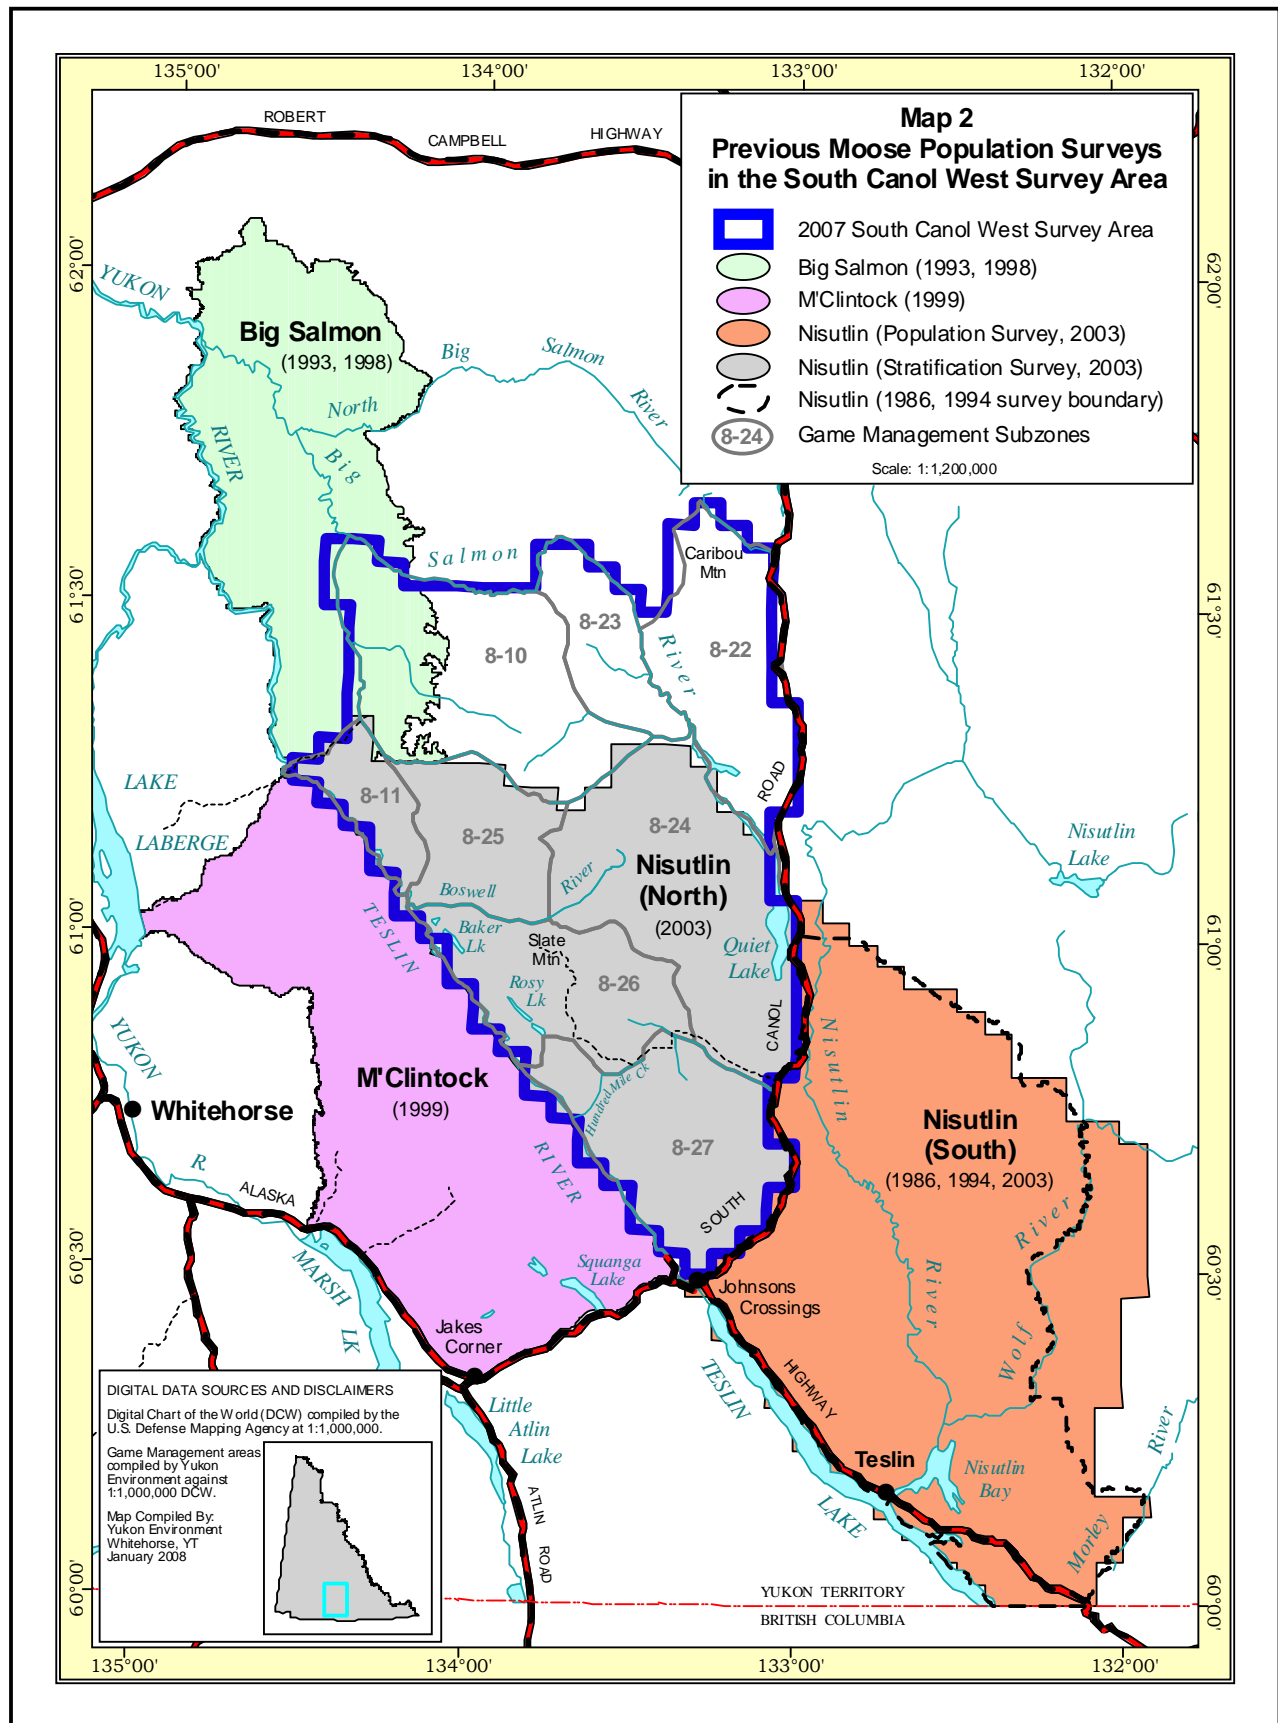 135°00'
134°00'
133°00'
132°00'
ROBERT
CAMPBELL
HIGHWAY
Map 2
Previous Moose Population Surveys
in the South Canol West Survey Area
2007 South Canol West Survey Area
Big Salmon (1993, 1998)
M'Clintock (1999)
Nisutlin (Population Survey, 2003)
Nisutlin (Stratification Survey, 2003)
Nisutlin (1986, 1994 survey boundary)
8-24
Game Management Subzones
Scale: 1:1,200,000
62°00'
62°00'
YUKON
RIVER
Big Salmon
(1993, 1998)
Big
Salmon
River
North
Big
Salmon
River
Caribou
Mtn
61°30'
61°30'
8-23
8-10
8-22
LAKE
LABERGE
8-11
8-25
8-24
ROAD
Nisutlin
Lake
Nisutlin
(North)
(2003)
Boswell
River
TESLIN
Baker
Lk
Slate
Mtn
Quiet
Lake
61°00'
61°00'
Rosy
Lk
8-26
CANOL
Nisutlin
YUKON
Whitehorse
M'Clintock
(1999)
Hundred Mile Ck
Nisutlin
(South)
(1986, 1994, 2003)
8-27
RIVER
R
ALASKA
SOUTH
River
River
MARSH
LK
Squanga
Lake
60°30'
60°30'
Johnsons
Crossings
Jakes
Corner
Wolf
TESLIN
HIGHWAY
Little
Atlin
Lake
River
Teslin
Nisutlin
Bay
LAKE
Morley
ATLIN
ROAD
DIGITAL DATA SOURCES AND DISCLAIMERS
Digital Chart of the World (DCW) compiled by the
U.S. Defense Mapping Agency at 1:1,000,000.
Game Management areas
compiled by Yukon
Environment against
1:1,000,000 DCW.
Map Compiled By:
Yukon Environment
Whitehorse, YT
January 2008
YUKON TERRITORY
BRITISH COLUMBIA
60°00'
60°00'
135°00'
134°00'
133°00'
132°00'